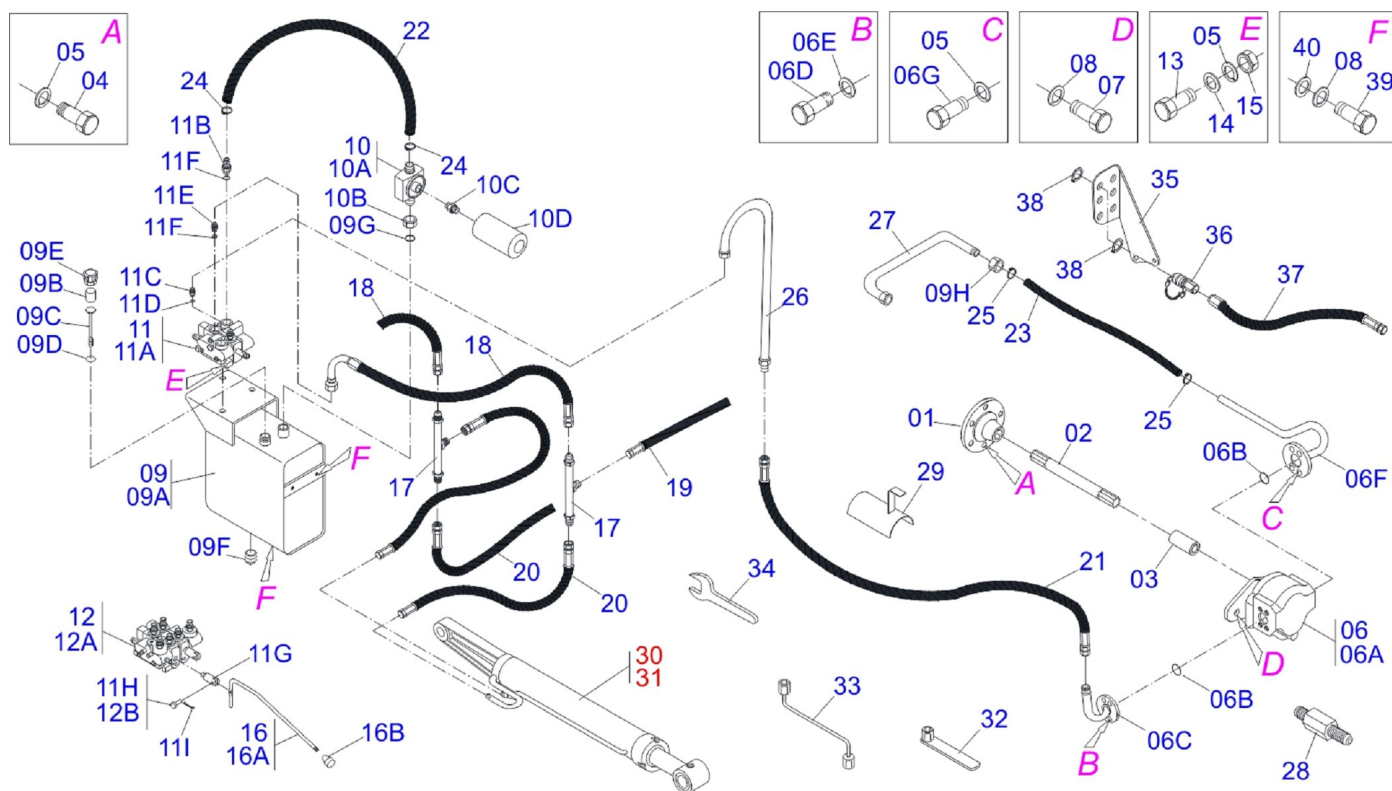 A
05
04
22
24
11B
11F
11E
11F
10
10A
24
10C
10B
09G
10D
09E
09B
09C
09D
11C
11D
11
11A
E
18
18
09
09A
F
F
09F
17
17
19
20
20
12
12A
11G
11H
12B
11I
16
16A
16B
30
31
B
06E
06D
C
05
06G
D
08
07
E
05
13
14
15
F
40
08
39
26
27
09H
25
23
25
38
38
35
36
37
01
A
02
03
29
06B
06F
C
34
21
06
06A
D
06B
06C
B
33
32
28